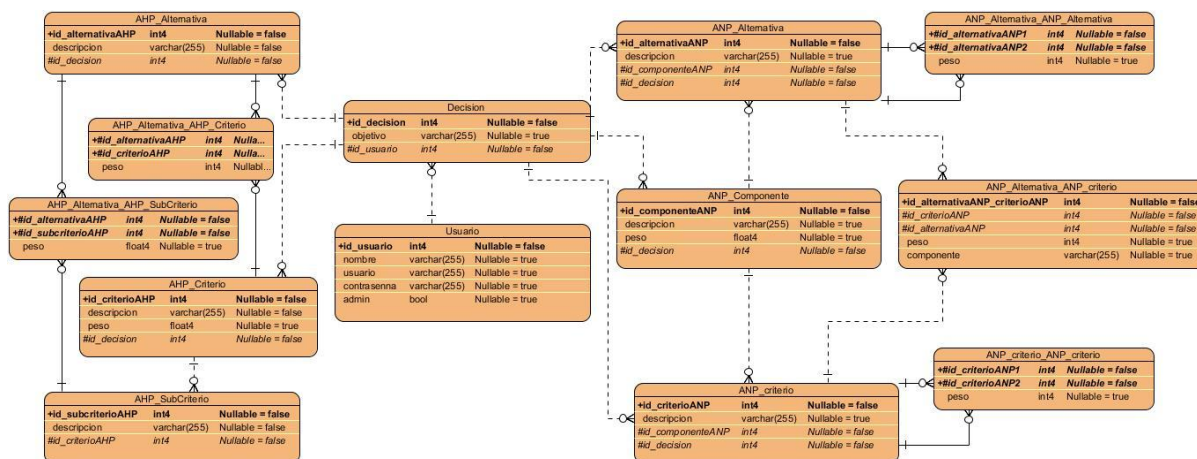 AHP_Alternativa
+id_alternativaAHP int4 Nullable = false
descripcion varchar(255) Nullable = false
#id_decision int4 Nullable = false
AHP_Alternativa_AHP_Criterio
+#id_alternativaAHP int4 Nulla...
+#id_criterioAHP int4 Nulla...
peso int4 Nullabl...
AHP_Alternativa_AHP_SubCriterio
+#id_alternativaAHP int4 Nullable = false
+#id_subcriterioAHP int4 Nullable = false
peso float4 Nullable = true
AHP_Criterio
+id_criterioAHP int4 Nullable = false
descripcion varchar(255) Nullable = false
peso float4 Nullable = true
#id_decision int4 Nullable = false
AHP_SubCriterio
+id_subcriterioAHP int4 Nullable = false
descripcion varchar(255) Nullable = false
#id_criterioAHP int4 Nullable = false
Decision
+id_decision int4 Nullable = false
objetivo varchar(255) Nullable = true
#id_usuario int4 Nullable = false
Usuario
+id_usuario int4 Nullable = false
nombre varchar(255) Nullable = true
usuario varchar(255) Nullable = true
contrasenna varchar(255) Nullable = true
admin bool Nullable = true
ANP_Alternativa
+id_alternativaANP int4 Nullable = false
descripcion varchar(255) Nullable = true
#id_componenteANP int4 Nullable = false
#id_decision int4 Nullable = false
ANP_Componente
+id_componenteANP int4 Nullable = false
descripcion varchar(255) Nullable = true
peso float4 Nullable = true
#id_decision int4 Nullable = false
ANP_criterio
+id_criterioANP int4 Nullable = false
descripcion varchar(255) Nullable = true
#id_componenteANP int4 Nullable = false
#id_decision int4 Nullable = false
ANP_Alternativa_ANP_Alternativa
+#id_alternativaANP1 int4 Nullable = false
+#id_alternativaANP2 int4 Nullable = false
peso int4 Nullable = true
ANP_Alternativa_ANP_criterio
+id_alternativaANP_criterioANP int4 Nullable = false
#id_criterioANP int4 Nullable = false
#id_alternativaANP int4 Nullable = false
peso int4 Nullable = true
componente varchar(255) Nullable = true
ANP_criterio_ANP_criterio
+#id_criterioANP1 int4 Nullable = false
+#id_criterioANP2 int4 Nullable = false
peso int4 Nullable = true